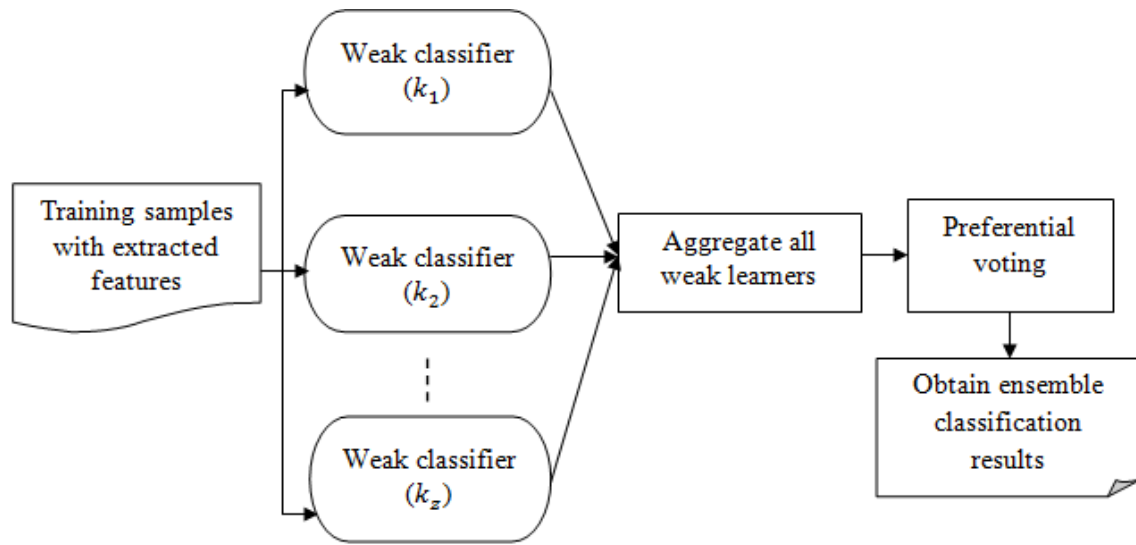 Weak classifier
(k₁)
Training samples
with extracted
features
Weak classifier
(k₂)
Weak classifier
(k_z)
Aggregate all
weak learners
Preferential
voting
Obtain ensemble
classification
results